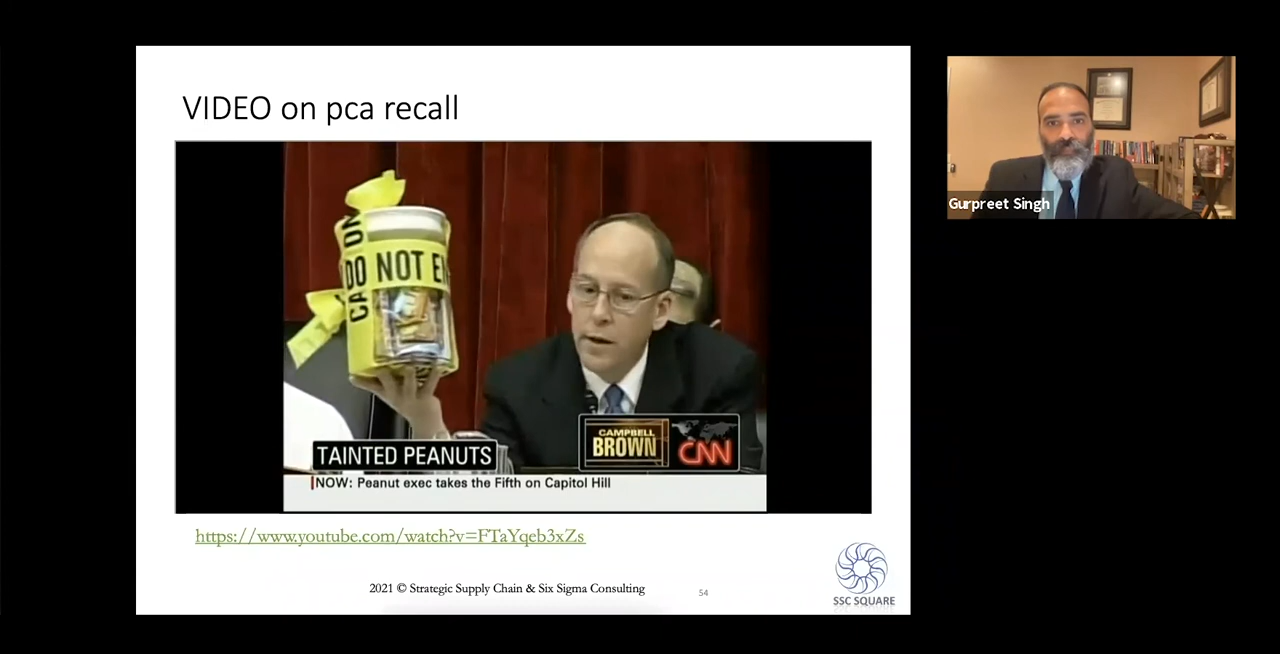 VIDEO on pca recall
CA
ON
DO NOT E
TAINTED PEANUTS
CAMPBELL
BROWN
CNN
NOW: Peanut exec takes the Fifth on Capitol Hill
https://www.youtube.com/watch?v=FTaYqeb3xZs
2021 © Strategic Supply Chain & Six Sigma Consulting
54
SSC SQUARE
Gurpreet Singh